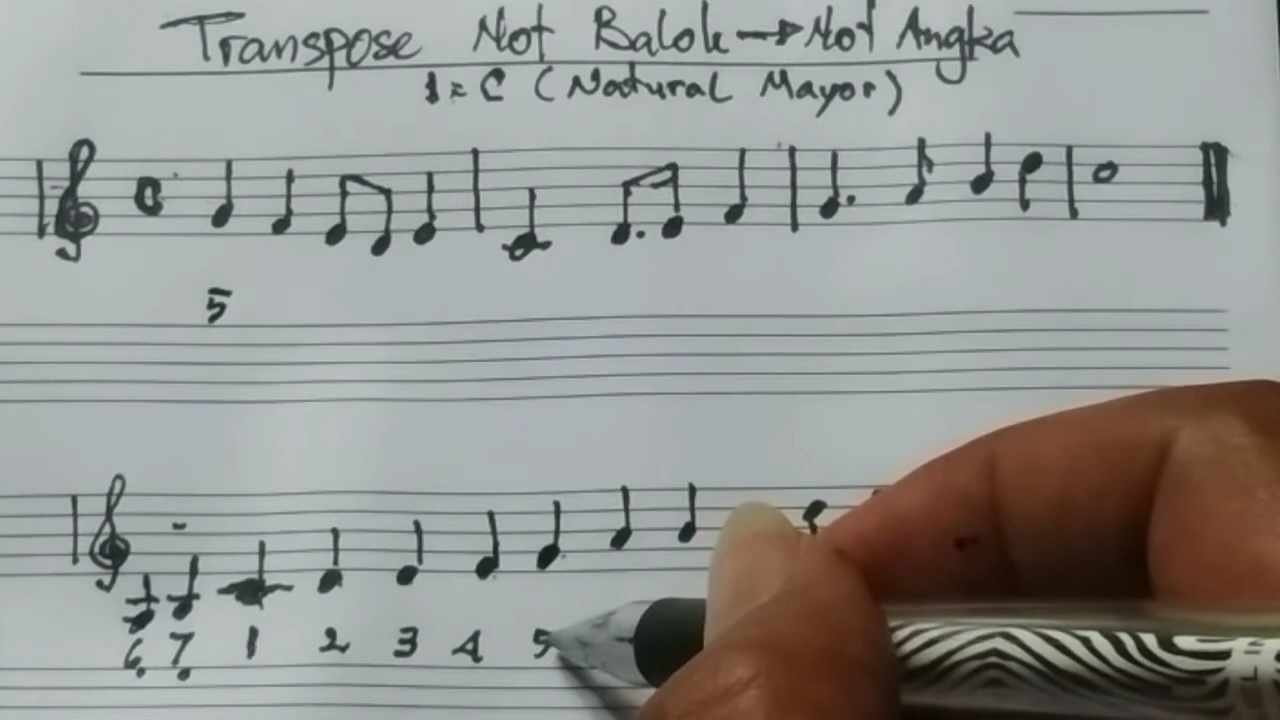 Transpose Not Balok → Not Angka
1 = C (Natural Mayor)
5
6 7 1 2 3 4 5